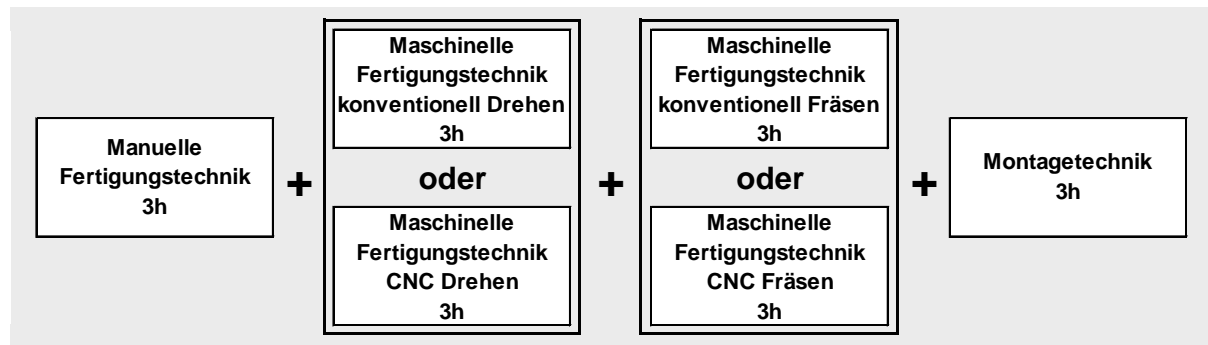 Manuelle
Fertigungstechnik
3h
+
Maschinelle
Fertigungstechnik
konventionell Drehen
3h
oder
Maschinelle
Fertigungstechnik
CNC Drehen
3h
+
Maschinelle
Fertigungstechnik
konventionell Fräsen
3h
oder
Maschinelle
Fertigungstechnik
CNC Fräsen
3h
+
Montagetechnik
3h